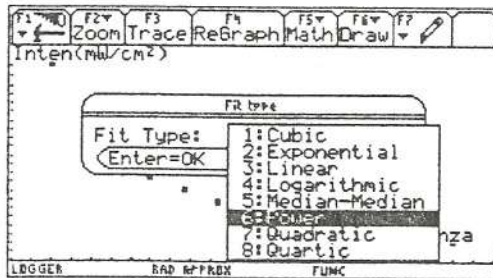 F1 F2 Zoom F3 Trace F4 ReGraph F5 Math F6 Draw F7
Inten(mW/cm²)
Fit type
Fit Type:
Enter=OK
1:Cubic
2:Exponential
3:Linear
4:Logarithmic
5:Median-Median
6:Power
7:Quadratic
8:Quartic
nza
LOGGER RAD APPROX FUNC